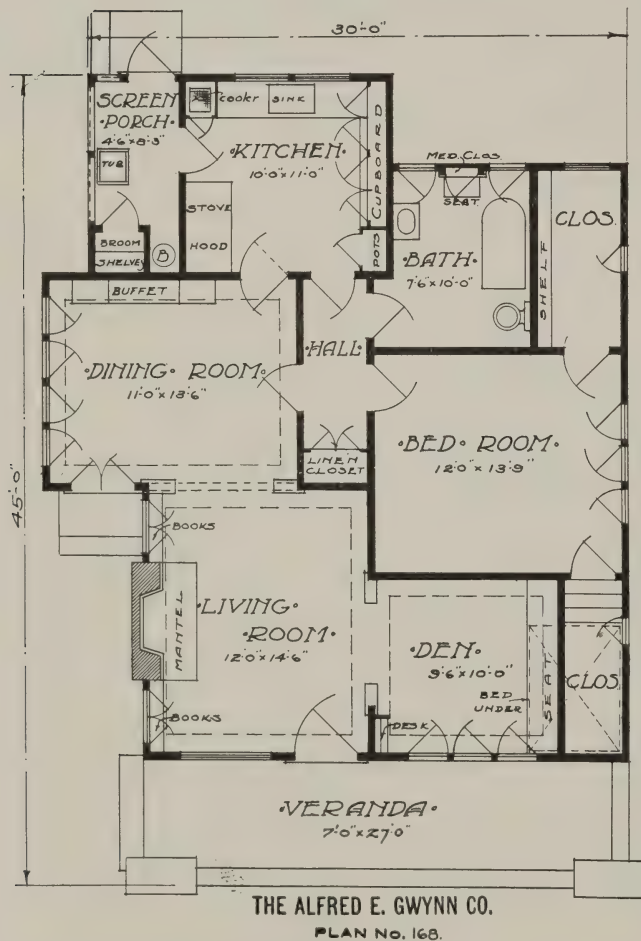 30'-0"
45'-0"
SCREEN
·PORCH·
4'6"x8'-3"
TUB
BROOM
SHELVES
B
COOK'R
SINK
·KITCHEN·
10'-0"x11'-0"
STOVE
HOOD
CUPBOARD
POTS
MED. CLOS.
SEAT
·BATH·
7'6"x10'-0"
SHELF
CLOS.
BUFFET
·DINING· ROOM·
11'-0"x13'-6"
·HALL·
LINEN
CLOSET
·BED· ROOM·
12'-0"x13'-9"
BOOKS
MANTEL
·LIVING·
·ROOM·
12'-0"x14'-6"
BOOKS
·DEN·
9'-6"x10'-0"
BED
UNDER
SEAT
DESK
CLOS.
·VERANDA·
7'-0"x27'-0"
THE ALFRED E. GWYNN CO.
PLAN No. 168.